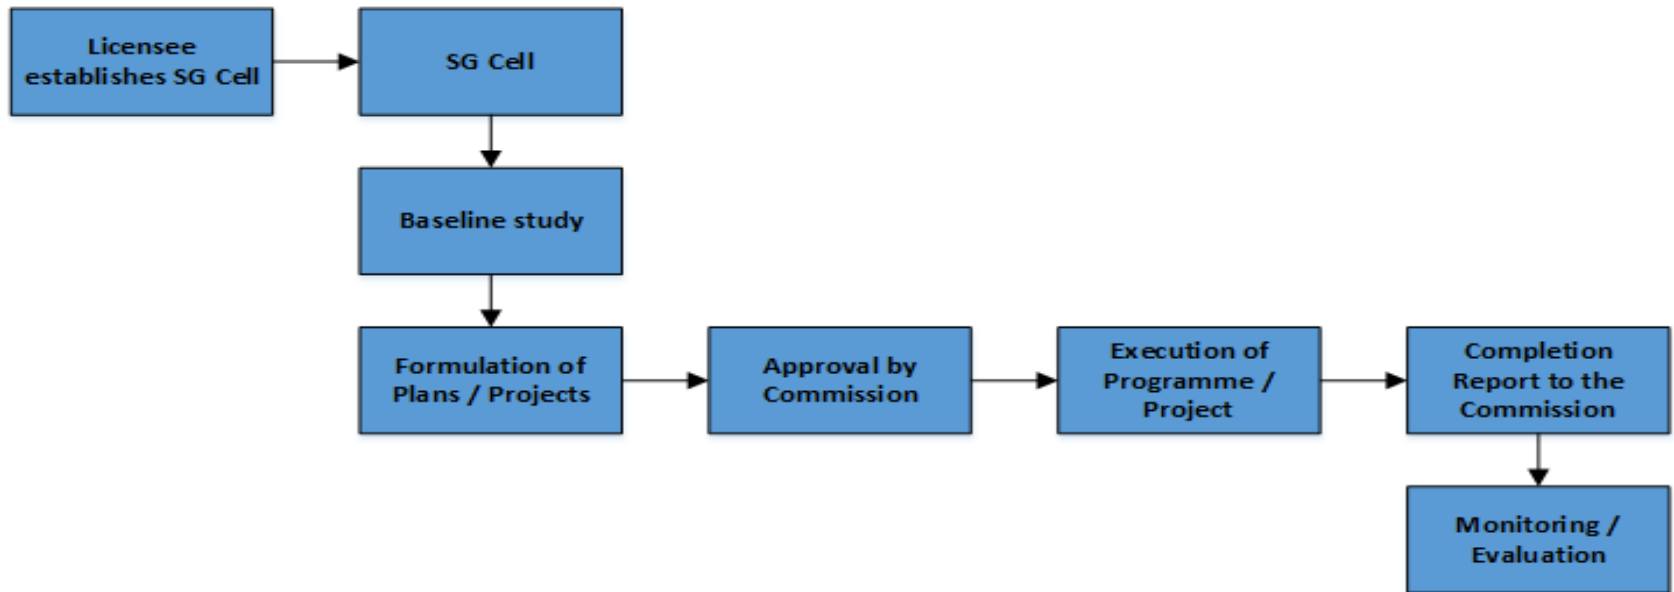 Licensee
establishes SG Cell
SG Cell
Baseline study
Formulation of
Plans / Projects
Approval by
Commission
Execution of
Programme /
Project
Completion
Report to the
Commission
Monitoring /
Evaluation